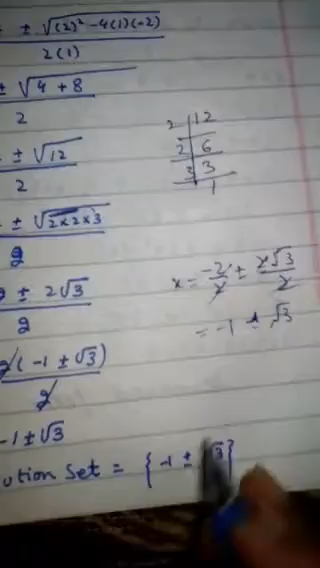 ± √(2)² - 4(1)(-2)
2(1)
± √4 + 8
2
± √12
2
± √2×2×3
2
± 2√3
2
2(-1 ± √3)
2
-1 ± √3
ution Set = { -1 ± √3 }
2 | 12
2 | 6
3 | 3
1
x = -2/2 ± 2√3/2
= -1 ± √3